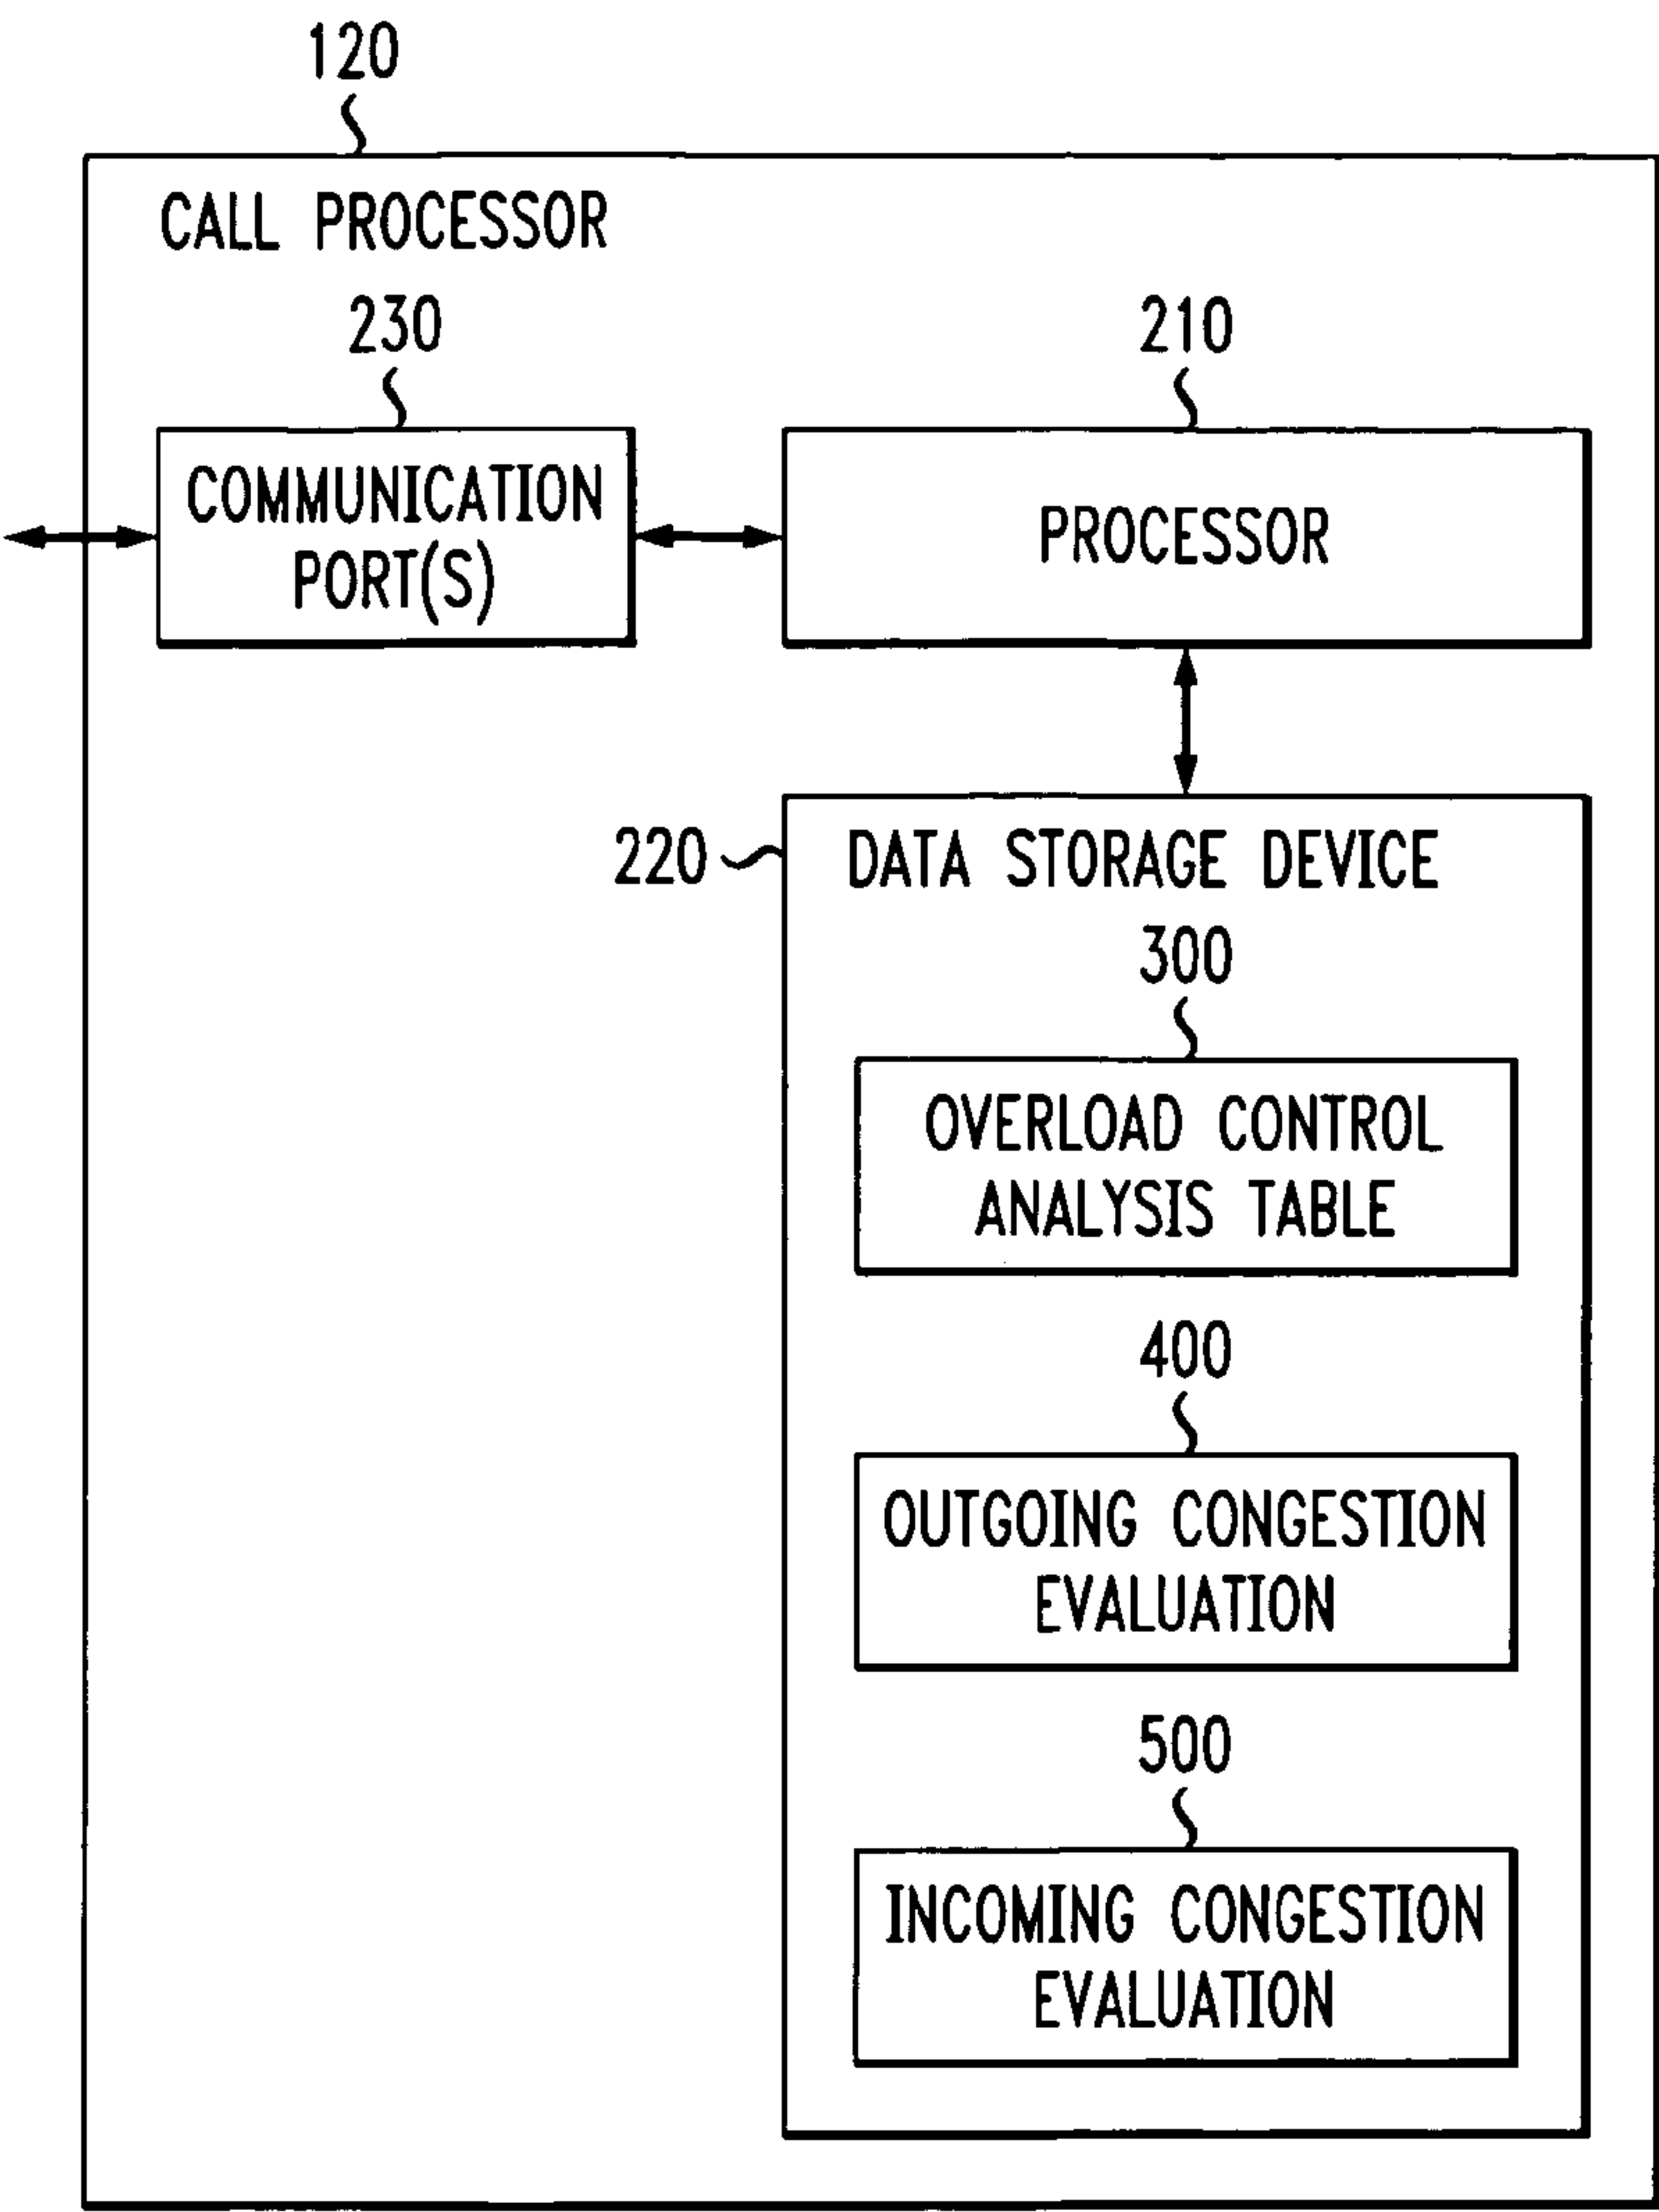 120
CALL PROCESSOR
230
210
COMMUNICATION
PORT(S)
PROCESSOR
220
DATA STORAGE DEVICE
300
OVERLOAD CONTROL
ANALYSIS TABLE
400
OUTGOING CONGESTION
EVALUATION
500
INCOMING CONGESTION
EVALUATION